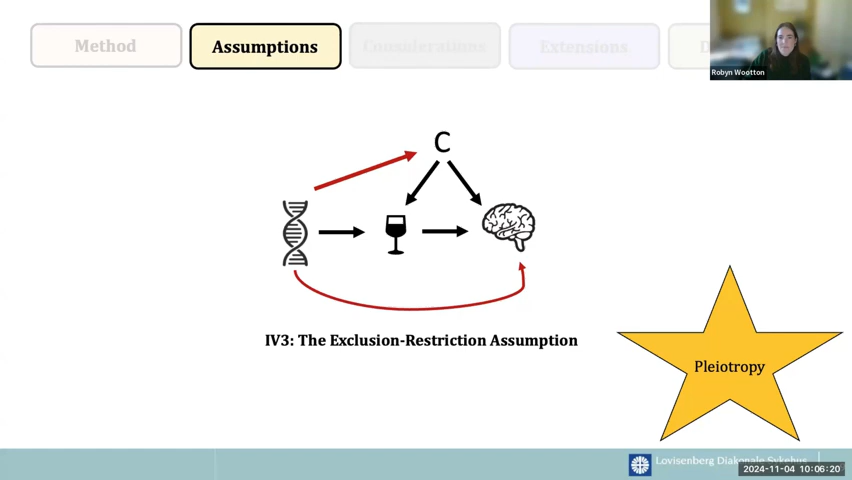 Method
Assumptions
Considerations
Extensions
D
Robyn Wootton
C
IV3: The Exclusion-Restriction Assumption
Pleiotropy
Lovisenberg Diakonale Sykehus
2024-11-04 10:06:20